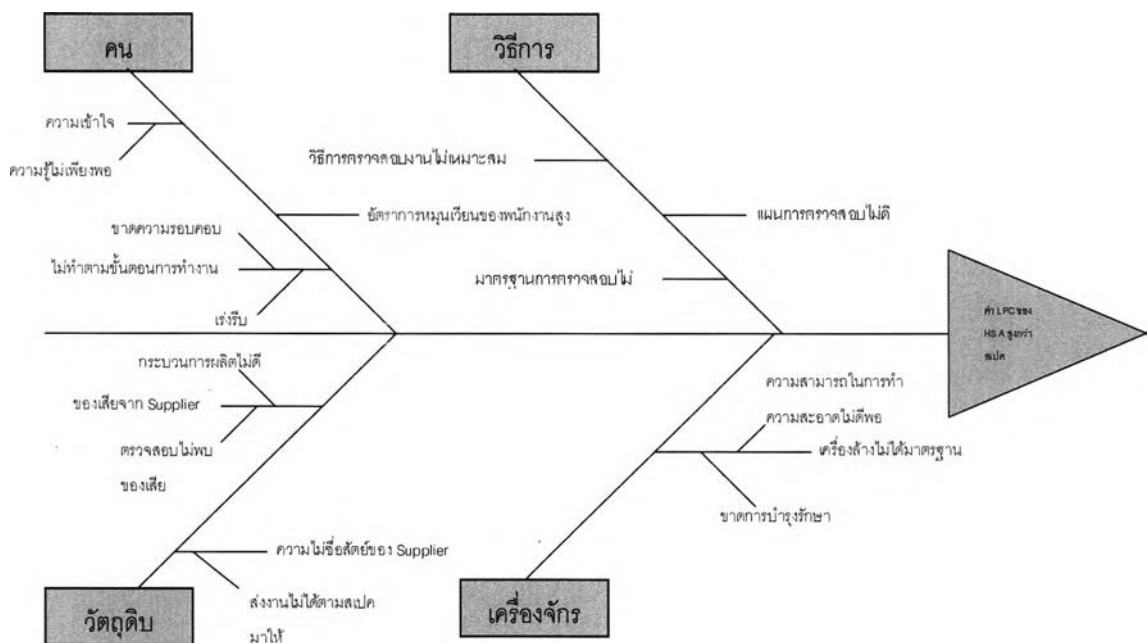 คน
วิธีการ
ความเข้าใจ
ความรู้ไม่เพียงพอ
วิธีการตรวจสอบงานไม่เหมาะสม
อัตราการหมุนเวียนของพนักงานสูง
แผนการตรวจสอบไม่ดี
ขาดความรอบคอบ
ไม่ทำตามขั้นตอนการทำงาน
มาตรฐานการตรวจสอบไม่
เร่งรีบ
ค่า LPC ของ
HSA สูงกว่า
สเปค
กระบวนการผลิตไม่ดี
ของเสียจาก Supplier
ตรวจสอบไม่พบ
ของเสีย
ความสามารถในการทำ
ความสะอาดไม่ดีพอ
เครื่องล้างไม่ได้มาตรฐาน
ขาดการบำรุงรักษา
ความไม่ซื่อสัตย์ของ Supplier
ส่งงานไม่ได้ตามสเปค
มาให้
วัตถุดิบ
เครื่องจักร